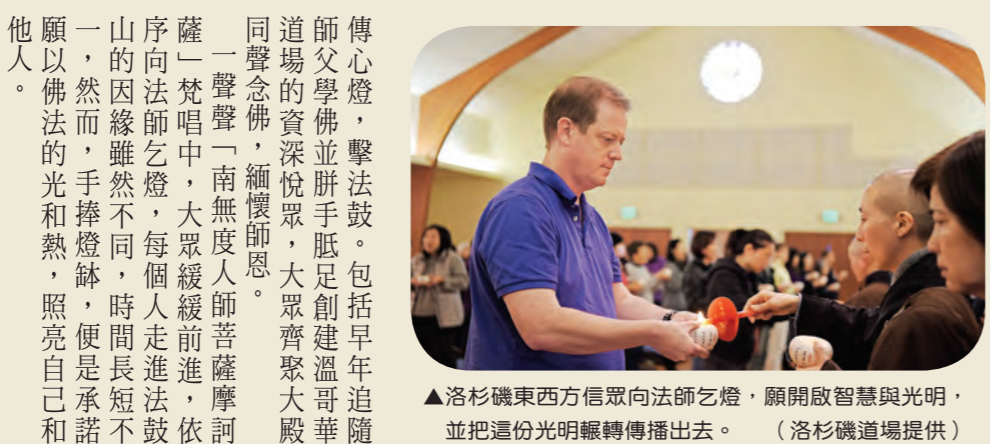 傳心燈，擊法鼓。包括早年追隨
師父學佛並胼手胝足創建溫哥華
道場的資深悅眾，大眾齊聚大殿
同聲念佛，緬懷師恩。
一聲聲「南無度人師菩薩摩訶
薩」梵唱中，大眾緩緩前進，依
序向法師乞燈，每個人走進法鼓
山的因緣雖然不同，時間長短不
一，然而，手捧燈缽，便是承諾
願以佛法的光和熱，照亮自己和
他人。
▲洛杉磯東西方信眾向法師乞燈，願開啟智慧與光明，
並把這份光明輾轉傳播出去。（洛杉磯道場提供）